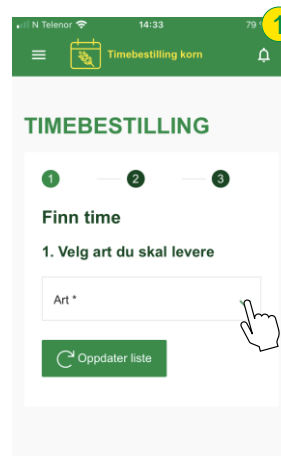 N Telenor 14:33 79
1
Timebestilling korn
TIMEBESTILLING
1 2 3
Finn time
1. Velg art du skal levere
Art *
Oppdater liste